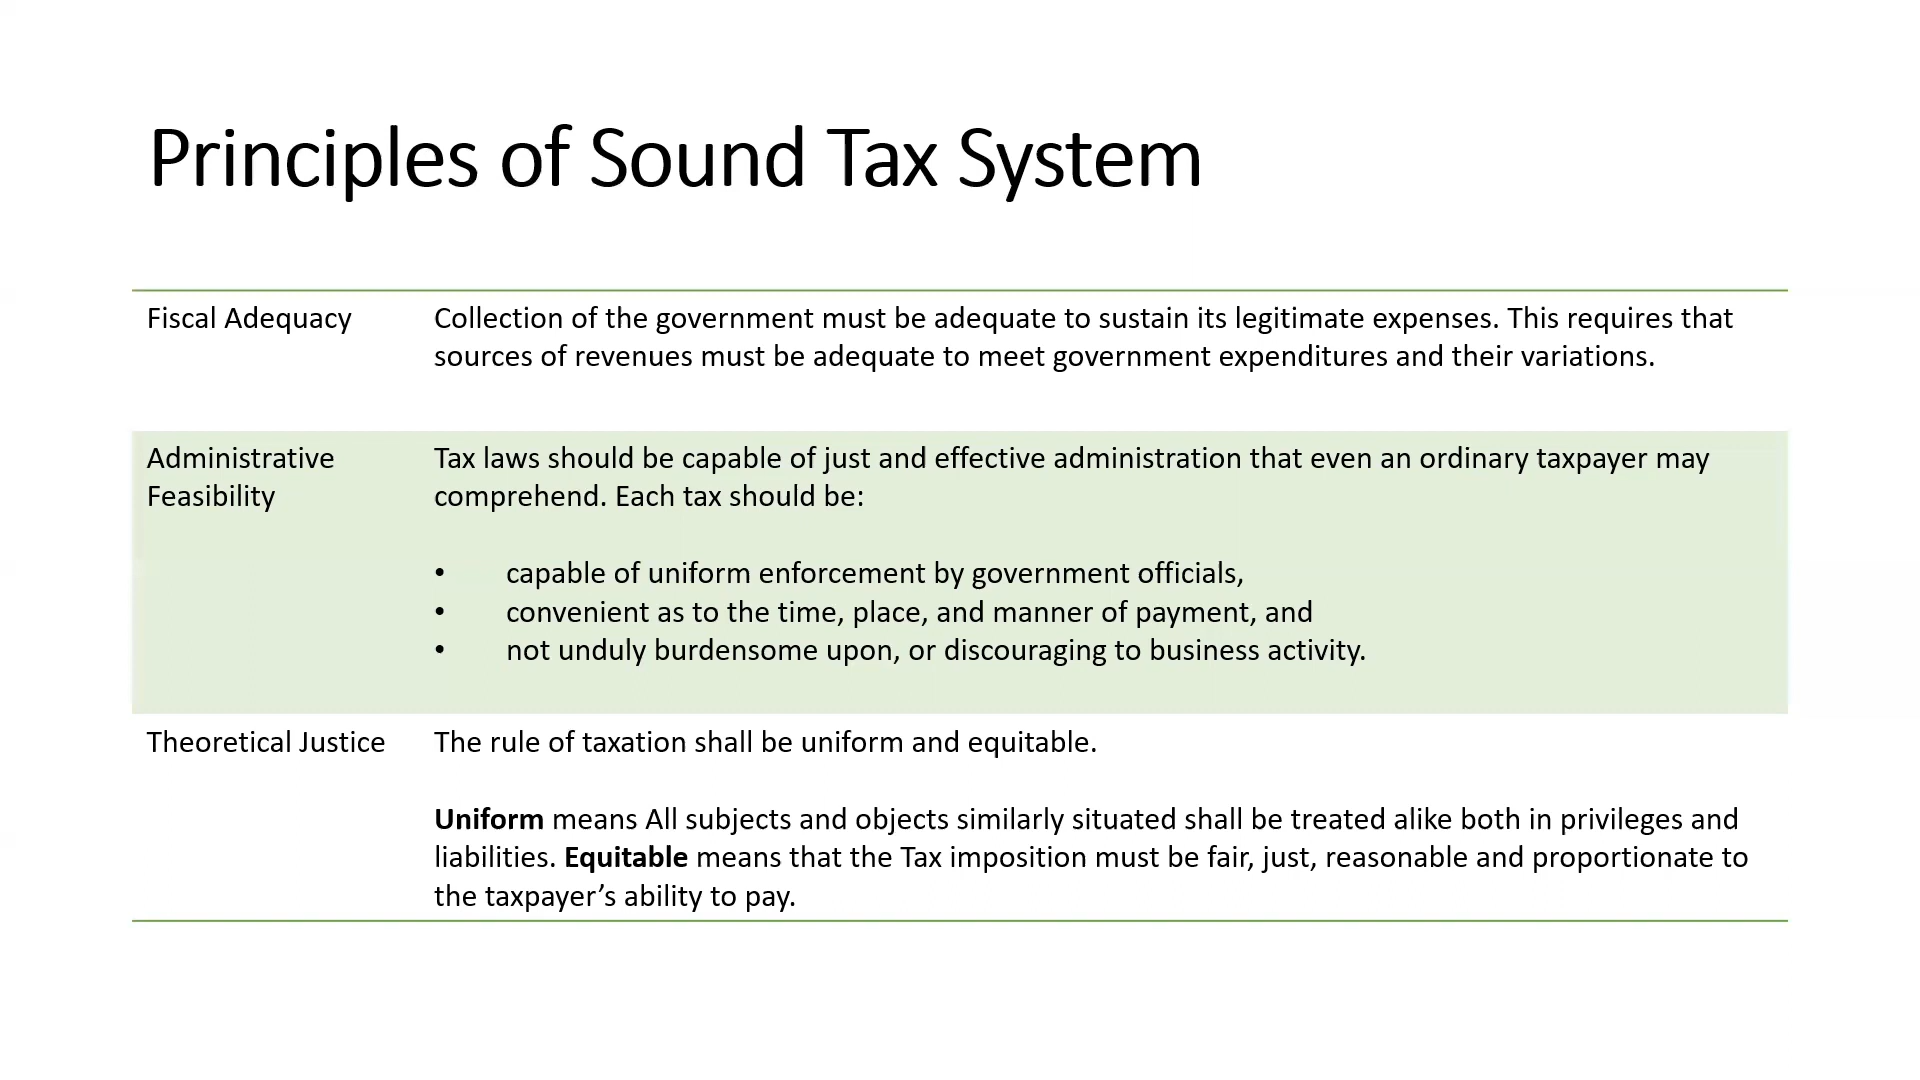 Principles of Sound Tax System
Fiscal Adequacy
Collection of the government must be adequate to sustain its legitimate expenses. This requires that
sources of revenues must be adequate to meet government expenditures and their variations.
Administrative
Feasibility
Tax laws should be capable of just and effective administration that even an ordinary taxpayer may
comprehend. Each tax should be:
• capable of uniform enforcement by government officials,
• convenient as to the time, place, and manner of payment, and
• not unduly burdensome upon, or discouraging to business activity.
Theoretical Justice
The rule of taxation shall be uniform and equitable.
Uniform means All subjects and objects similarly situated shall be treated alike both in privileges and
liabilities. Equitable means that the Tax imposition must be fair, just, reasonable and proportionate to
the taxpayer’s ability to pay.